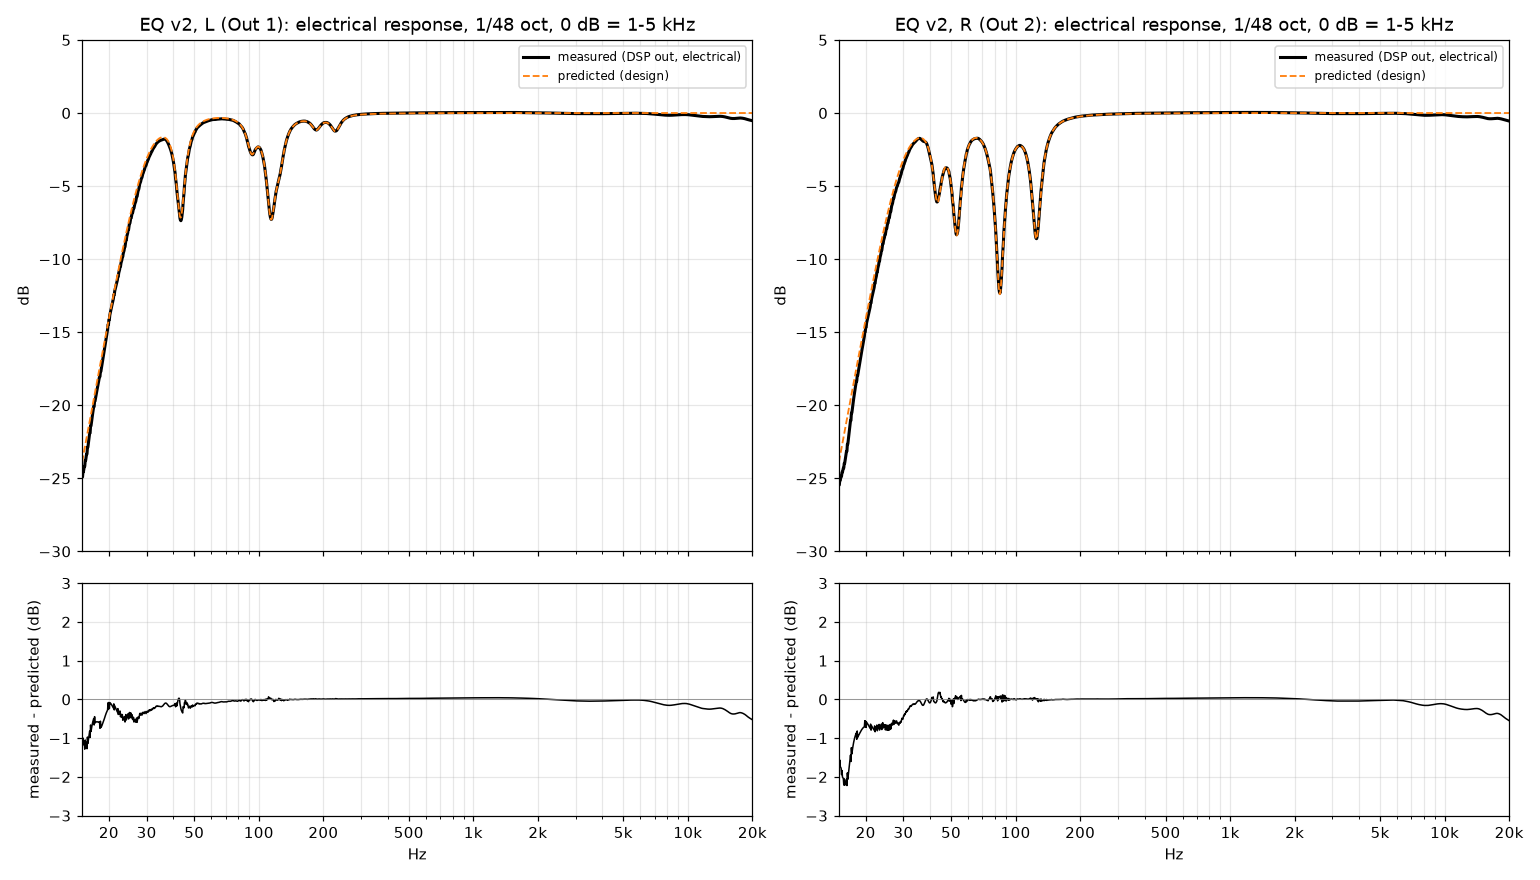 EQ v2, L (Out 1): electrical response, 1/48 oct, 0 dB = 1-5 kHz
measured (DSP out, electrical)
predicted (design)
5
0
−5
−10
−15
−20
−25
−30
dB
EQ v2, R (Out 2): electrical response, 1/48 oct, 0 dB = 1-5 kHz
measured (DSP out, electrical)
predicted (design)
5
0
−5
−10
−15
−20
−25
−30
dB
3
2
1
0
−1
−2
−3
measured - predicted (dB)
20 30 50 100 200 500 1k 2k 5k 10k 20k
Hz
3
2
1
0
−1
−2
−3
measured - predicted (dB)
20 30 50 100 200 500 1k 2k 5k 10k 20k
Hz